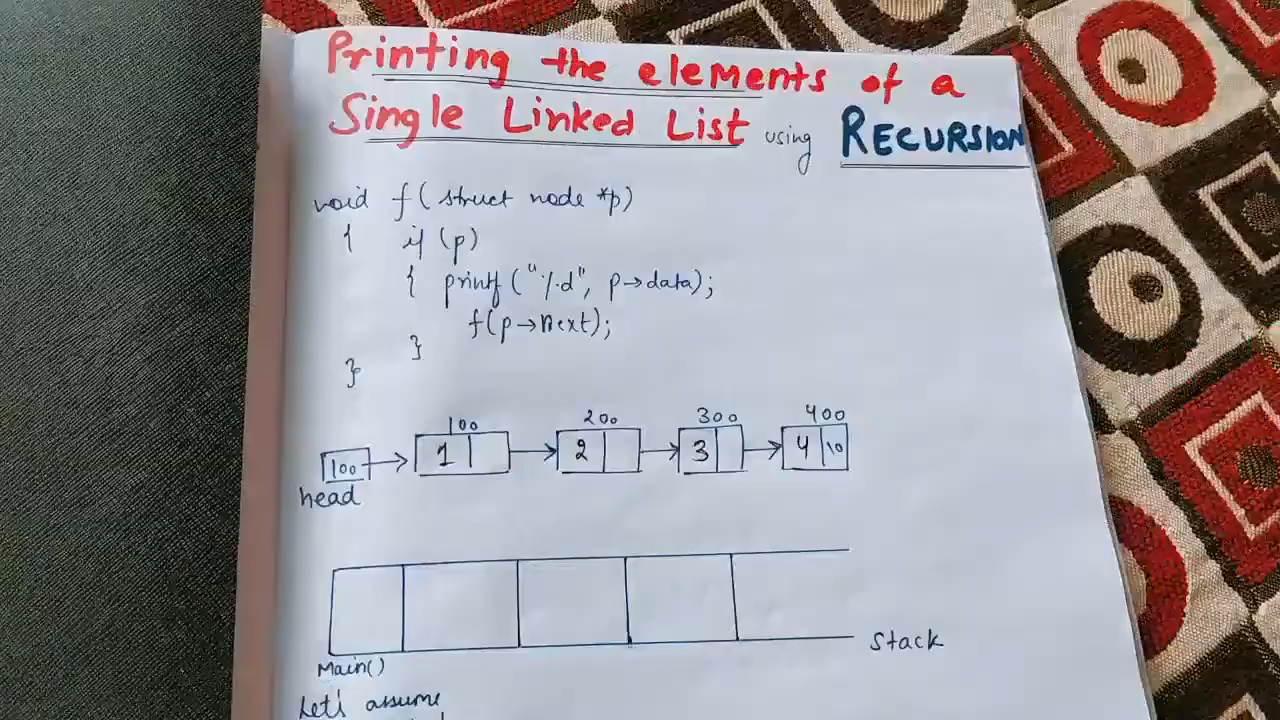 Printing the elements of a
Single Linked List using RECURSION
void f( struct node *p)
{ if (p)
{ printf ("%d", p→data);
f(p→next);
}
}
100 200 300 400
100 1 2 3 4 \0
head
Stack
Main()
Let's assume